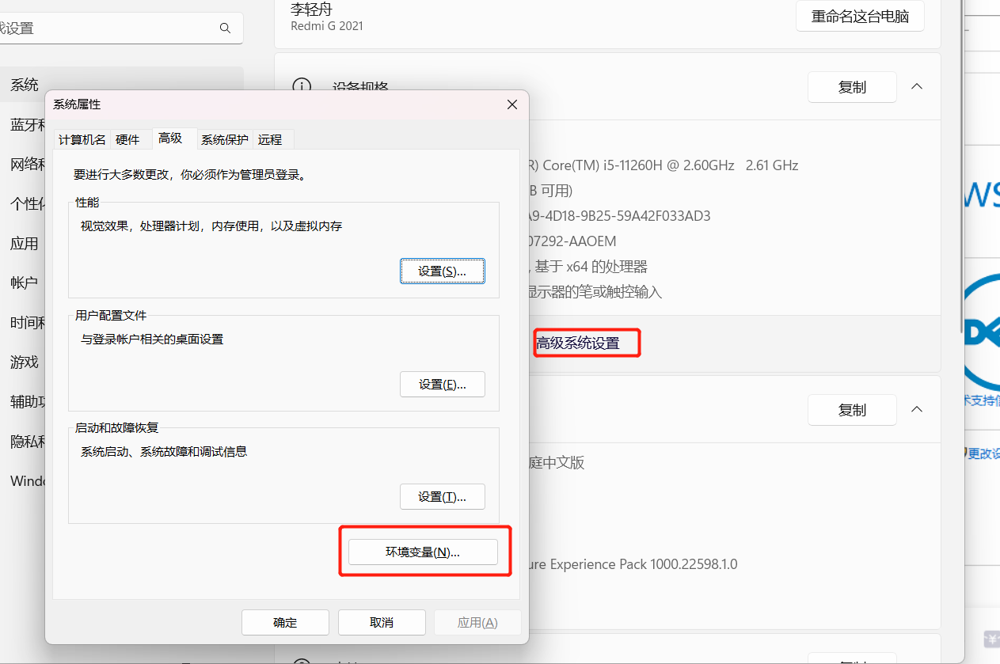 李轻舟
Redmi G 2021
重命名这台电脑
设置
系统
设备规格
复制
系统属性
蓝牙
计算机名
硬件
高级
系统保护
远程
网络
要进行大多数更改，你必须作为管理员登录。
Core(TM) i5-11260H @ 2.60GHz 2.61 GHz
可用)
个性化
性能
视觉效果，处理器计划，内存使用，以及虚拟内存
-4D18-9B25-59A42F033AD3
应用
07292-AAOEM
设置(S)...
, 基于 x64 的处理器
帐户
显示器的笔或触控输入
用户配置文件
时间和
与登录帐户相关的桌面设置
高级系统设置
游戏
设置(E)...
辅助功
复制
术支持信
启动和故障恢复
隐私和
系统启动、系统故障和调试信息
更改设
庭中文版
Windo
设置(T)...
环境变量(N)...
ure Experience Pack 1000.22598.1.0
确定
取消
应用(A)